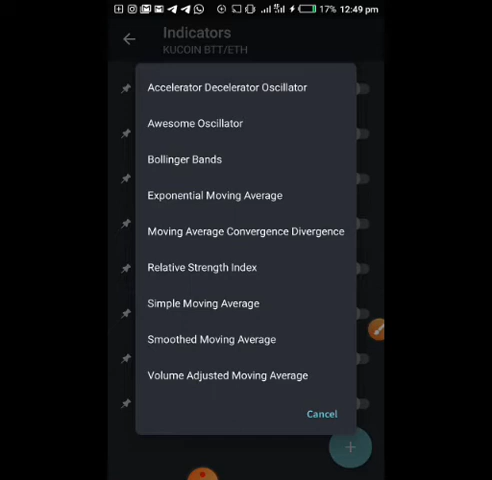 17% 12:49 pm
Indicators
KUCOIN BTT/ETH
Accelerator Decelerator Oscillator
Awesome Oscillator
Bollinger Bands
Exponential Moving Average
Moving Average Convergence Divergence
Relative Strength Index
Simple Moving Average
Smoothed Moving Average
Volume Adjusted Moving Average
Cancel